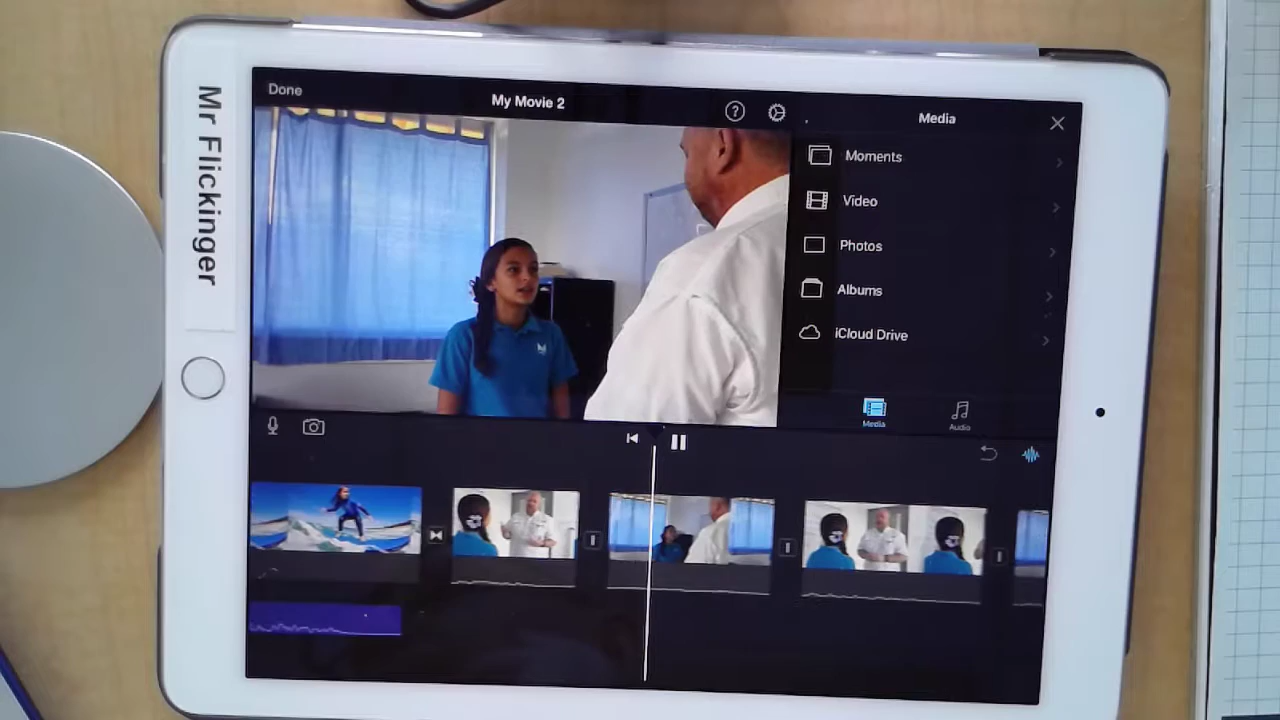 Mr Flickinger
Done
My Movie 2
?
Media
Moments
Video
Photos
Albums
iCloud Drive
Media
Audio